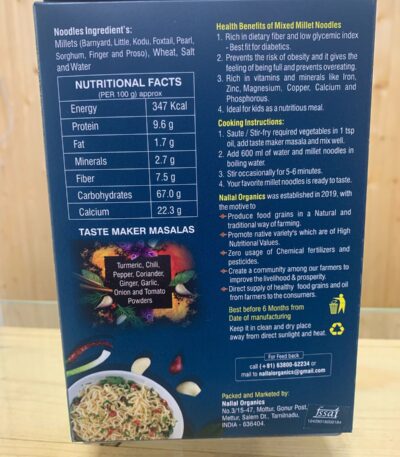 Noodles Ingredient's:
Millets (Barnyard, Little, Kodu, Foxtail, Pearl,
Sorghum, Finger and Proso), Wheat, Salt
and Water
NUTRITIONAL FACTS
(PER 100 g) approx
Energy 347 Kcal
Protein 9.6 g
Fat 1.7 g
Minerals 2.7 g
Fiber 7.5 g
Carbohydrates 67.0 g
Calcium 22.3 g
TASTE MAKER MASALAS
Turmeric, Chili,
Pepper, Coriander,
Ginger, Garlic,
Onion and Tomato
Powders
Health Benefits of Mixed Millet Noodles
1. Rich in dietary fiber and low glycemic index
- Best fit for diabetics.
2. Prevents the risk of obesity and it gives the
feeling of being full and prevents overeating.
3. Rich in vitamins and minerals like Iron,
Zinc, Magnesium, Copper, Calcium and
Phosphorous.
4. Ideal for kids as a nutritious meal.
Cooking Instructions:
1. Saute / Stir-fry required vegetables in 1 tsp
oil, add taste maker masala and mix well.
2. Add 600 ml of water and millet noodles in
boiling water.
3. Stir occasionally for 5-6 minutes.
4. Your favorite millet noodles is ready to taste.
Nallal Organics was established in 2019, with
the motive to
Produce food grains in a Natural and
traditional way of farming.
Promote native variety's which are of High
Nutritional Values.
Zero usage of Chemical fertilizers and
pesticides.
Create a community among our farmers to
improve the livelihood & prosperity.
Direct supply of healthy food grains and oil
from farmers to the consumers.
Best before 6 Months from
Date of manufacturing
Keep it in clean and dry place
away from direct sunlight and heat.
For Feed back
call (+ 91) 63800-62234 or
mail to nallalorganics@gmail.com
Packed and Marketed by:
Nallal Organics
No.3/15-47, Mottur, Gonur Post,
Mettur, Salem Dt., Tamilnadu,
INDIA - 636404.
fssai